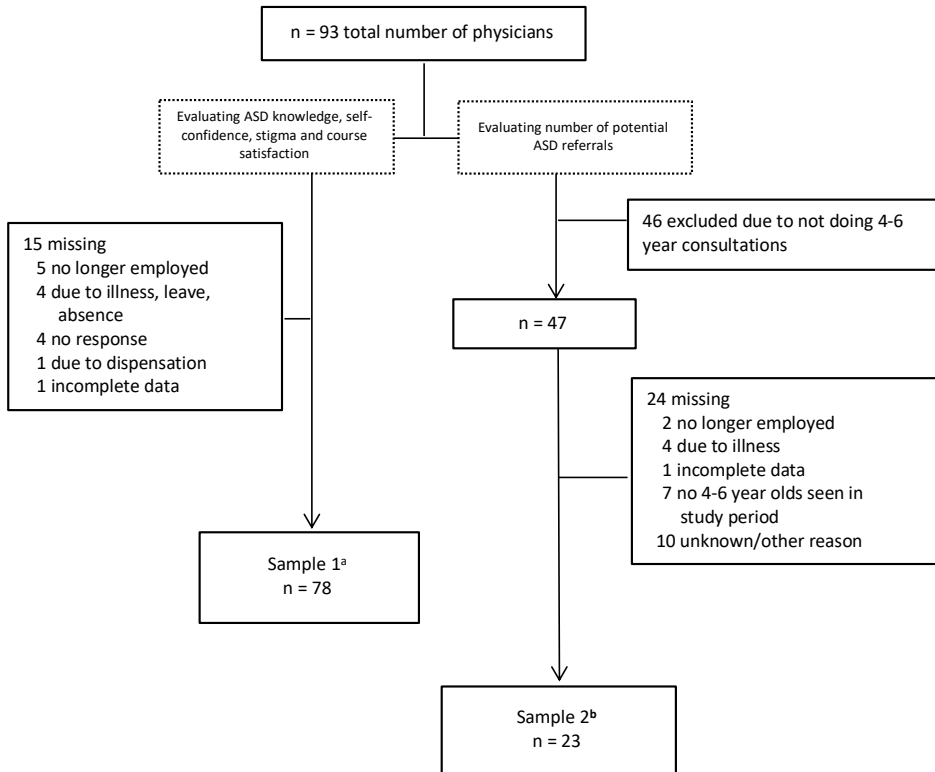 n = 93 total number of physicians
Evaluating ASD knowledge, self-
confidence, stigma and course
satisfaction
Evaluating number of potential
ASD referrals
46 excluded due to not doing 4-6
year consultations
15 missing
5 no longer employed
4 due to illness, leave,
absence
4 no response
1 due to dispensation
1 incomplete data
n = 47
24 missing
2 no longer employed
4 due to illness
1 incomplete data
7 no 4-6 year olds seen in
study period
10 unknown/other reason
Sample 1ᵃ
n = 78
Sample 2ᵇ
n = 23